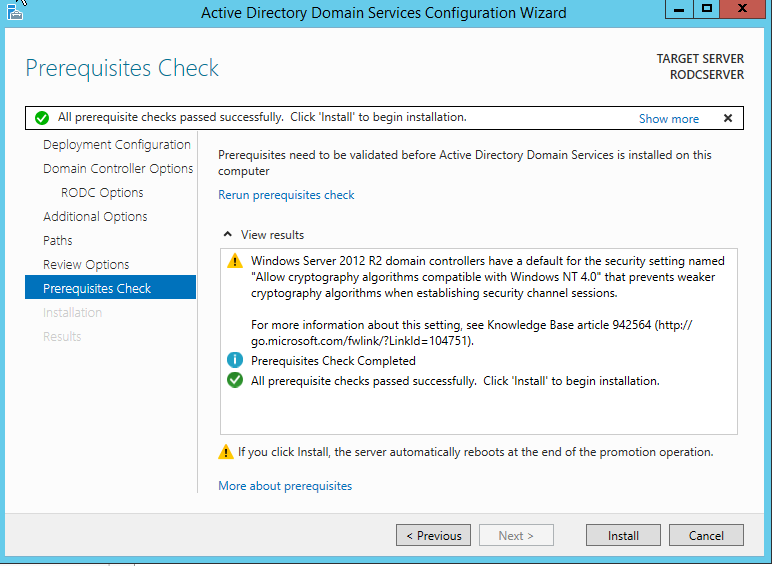 Active Directory Domain Services Configuration Wizard
Prerequisites Check
TARGET SERVER
RODCSERVER
All prerequisite checks passed successfully.  Click 'Install' to begin installation.
Show more
Deployment Configuration
Domain Controller Options
RODC Options
Additional Options
Paths
Review Options
Prerequisites Check
Installation
Results
Prerequisites need to be validated before Active Directory Domain Services is installed on this
computer
Rerun prerequisites check
View results
Windows Server 2012 R2 domain controllers have a default for the security setting named
"Allow cryptography algorithms compatible with Windows NT 4.0" that prevents weaker
cryptography algorithms when establishing security channel sessions.
For more information about this setting, see Knowledge Base article 942564 (http://
go.microsoft.com/fwlink/?LinkId=104751).
Prerequisites Check Completed
All prerequisite checks passed successfully.  Click 'Install' to begin installation.
If you click Install, the server automatically reboots at the end of the promotion operation.
More about prerequisites
< Previous
Next >
Install
Cancel